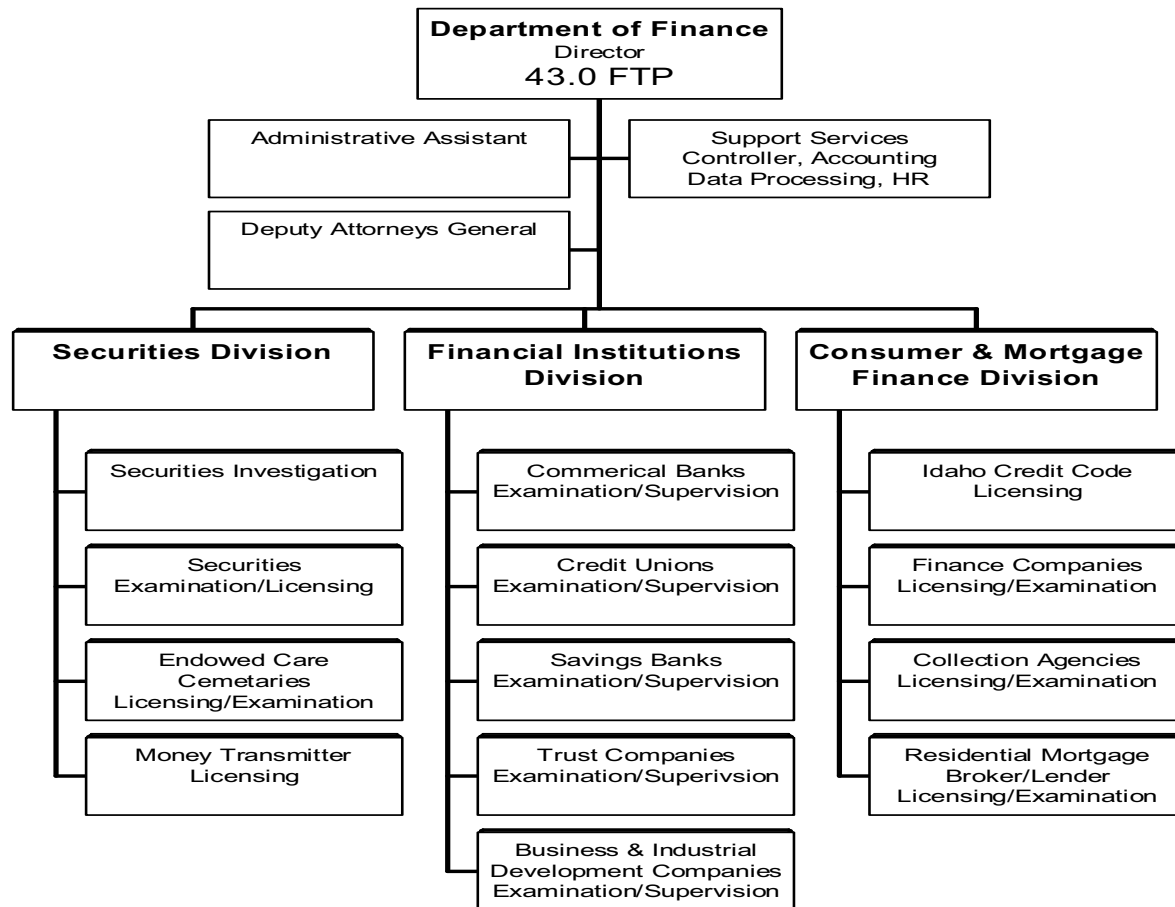 Department of Finance
Director
43.0 FTP
Administrative Assistant
Support Services
Controller, Accounting
Data Processing, HR
Deputy Attorneys General
Securities Division
Financial Institutions
Division
Consumer & Mortgage
Finance Division
Securities Investigation
Securities
Examination/Licensing
Endowed Care
Cemetaries
Licensing/Examination
Money Transmitter
Licensing
Commerical Banks
Examination/Supervision
Credit Unions
Examination/Supervision
Savings Banks
Examination/Supervision
Trust Companies
Examination/Superivsion
Business & Industrial
Development Companies
Examination/Supervision
Idaho Credit Code
Licensing
Finance Companies
Licensing/Examination
Collection Agencies
Licensing/Examination
Residential Mortgage
Broker/Lender
Licensing/Examination